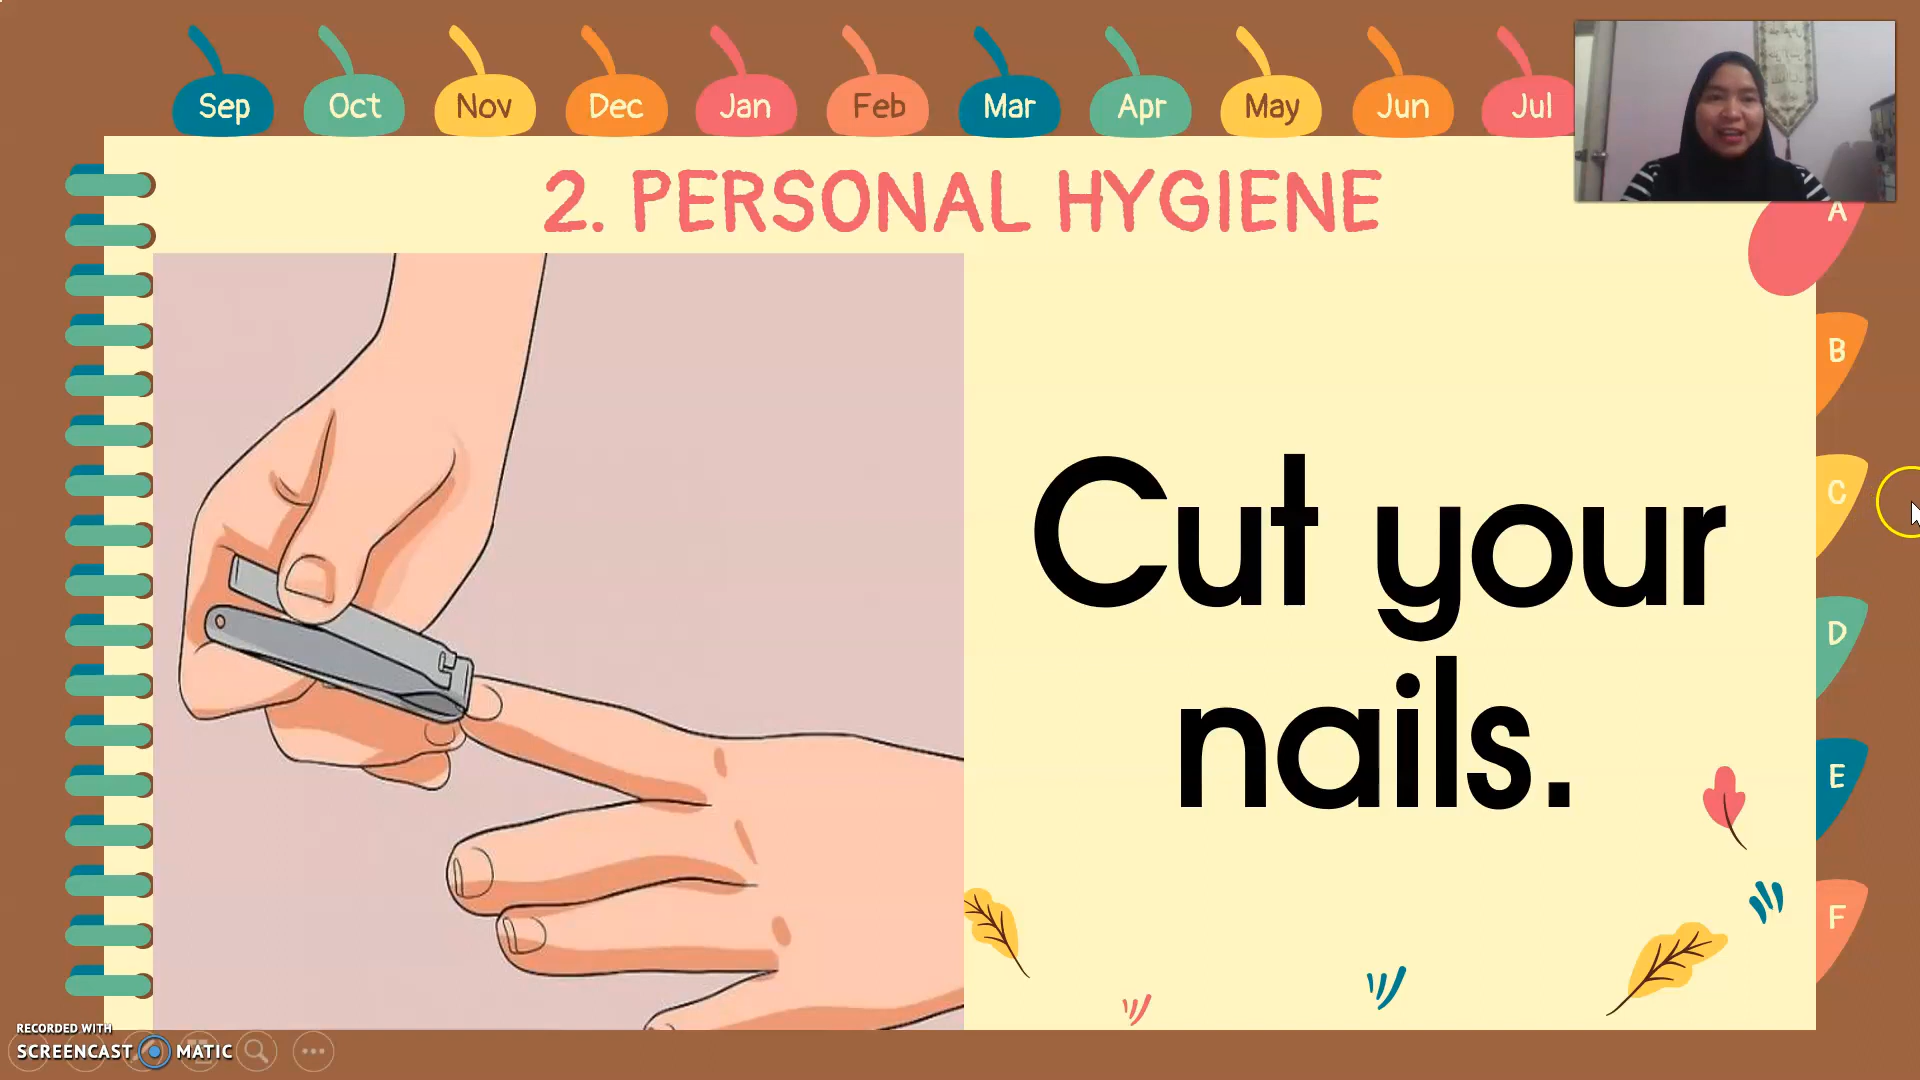 Sep Oct Nov Dec Jan Feb Mar Apr May Jun Jul
2. PERSONAL HYGIENE
A
B
C
D
E
F
Cut your
nails.
RECORDED WITH
SCREENCAST MATIC